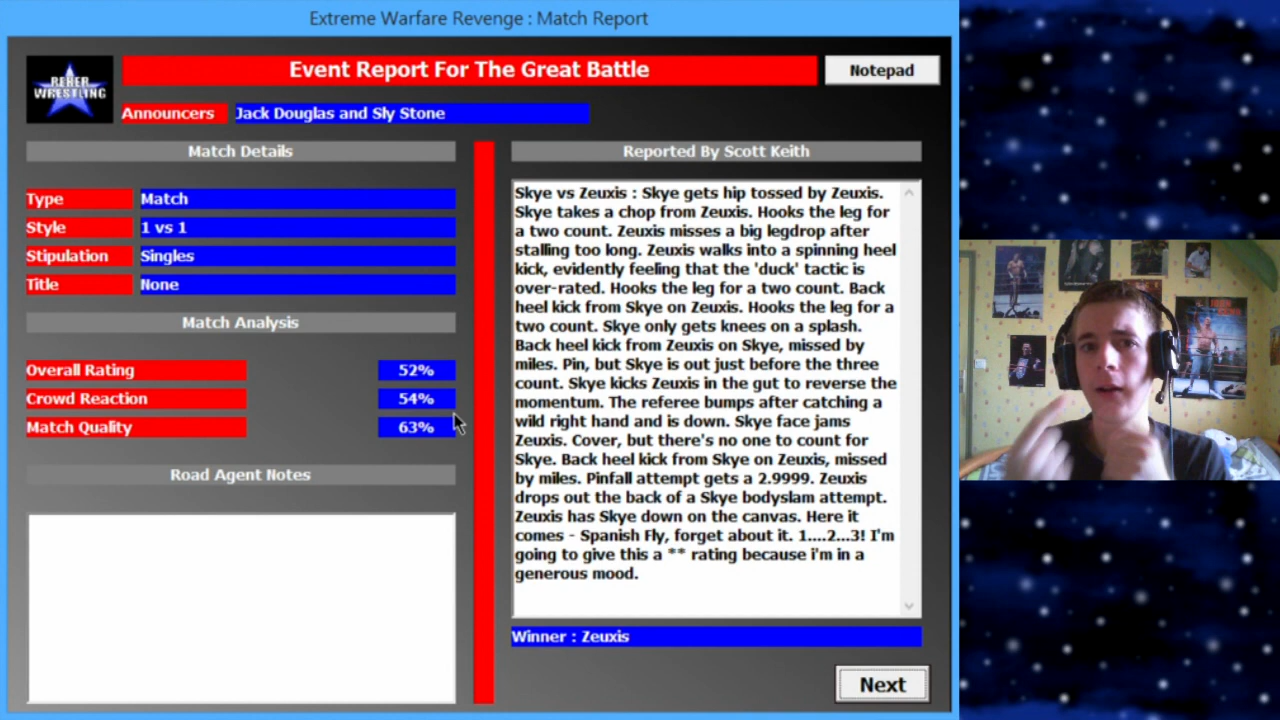 Extreme Warfare Revenge : Match Report
REHER
WRESTLING
Event Report For The Great Battle
Notepad
Announcers
Jack Douglas and Sly Stone
Match Details
Type
Match
Style
1 vs 1
Stipulation
Singles
Title
None
Match Analysis
Overall Rating
52%
Crowd Reaction
54%
Match Quality
63%
Road Agent Notes
Reported By Scott Keith
Skye vs Zeuxis : Skye gets hip tossed by Zeuxis.
Skye takes a chop from Zeuxis. Hooks the leg for
a two count. Zeuxis misses a big legdrop after
stalling too long. Zeuxis walks into a spinning heel
kick, evidently feeling that the 'duck' tactic is
over-rated. Hooks the leg for a two count. Back
heel kick from Skye on Zeuxis. Hooks the leg for a
two count. Skye only gets knees on a splash.
Back heel kick from Zeuxis on Skye, missed by
miles. Pin, but Skye is out just before the three
count. Skye kicks Zeuxis in the gut to reverse the
momentum. The referee bumps after catching a
wild right hand and is down. Skye face jams
Zeuxis. Cover, but there's no one to count for
Skye. Back heel kick from Skye on Zeuxis, missed
by miles. Pinfall attempt gets a 2.9999. Zeuxis
drops out the back of a Skye bodyslam attempt.
Zeuxis has Skye down on the canvas. Here it
comes - Spanish Fly, forget about it. 1....2...3! I'm
going to give this a ** rating because i'm in a
generous mood.
Winner : Zeuxis
Next